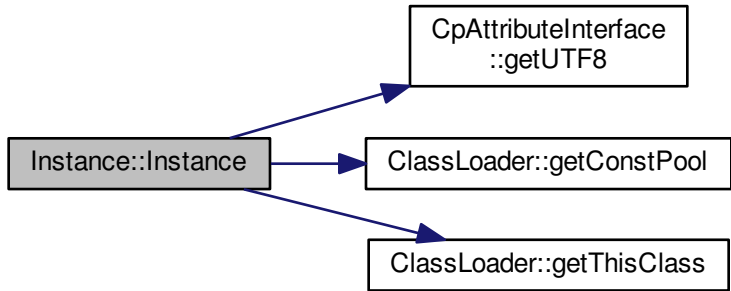 CpAttributeInterface
::getUTF8
Instance::Instance
ClassLoader::getConstPool
ClassLoader::getThisClass